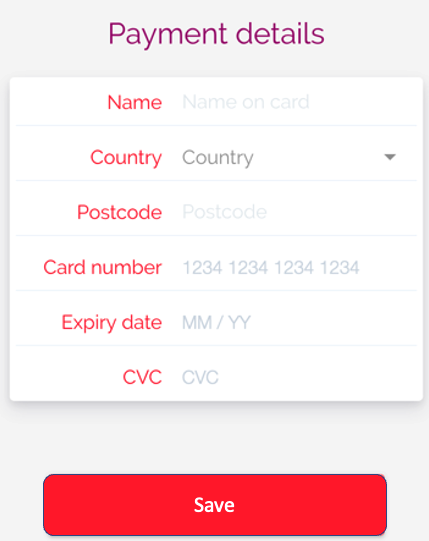 Payment details
Name Name on card
Country Country
Postcode Postcode
Card number 1234 1234 1234 1234
Expiry date MM / YY
CVC CVC
Save